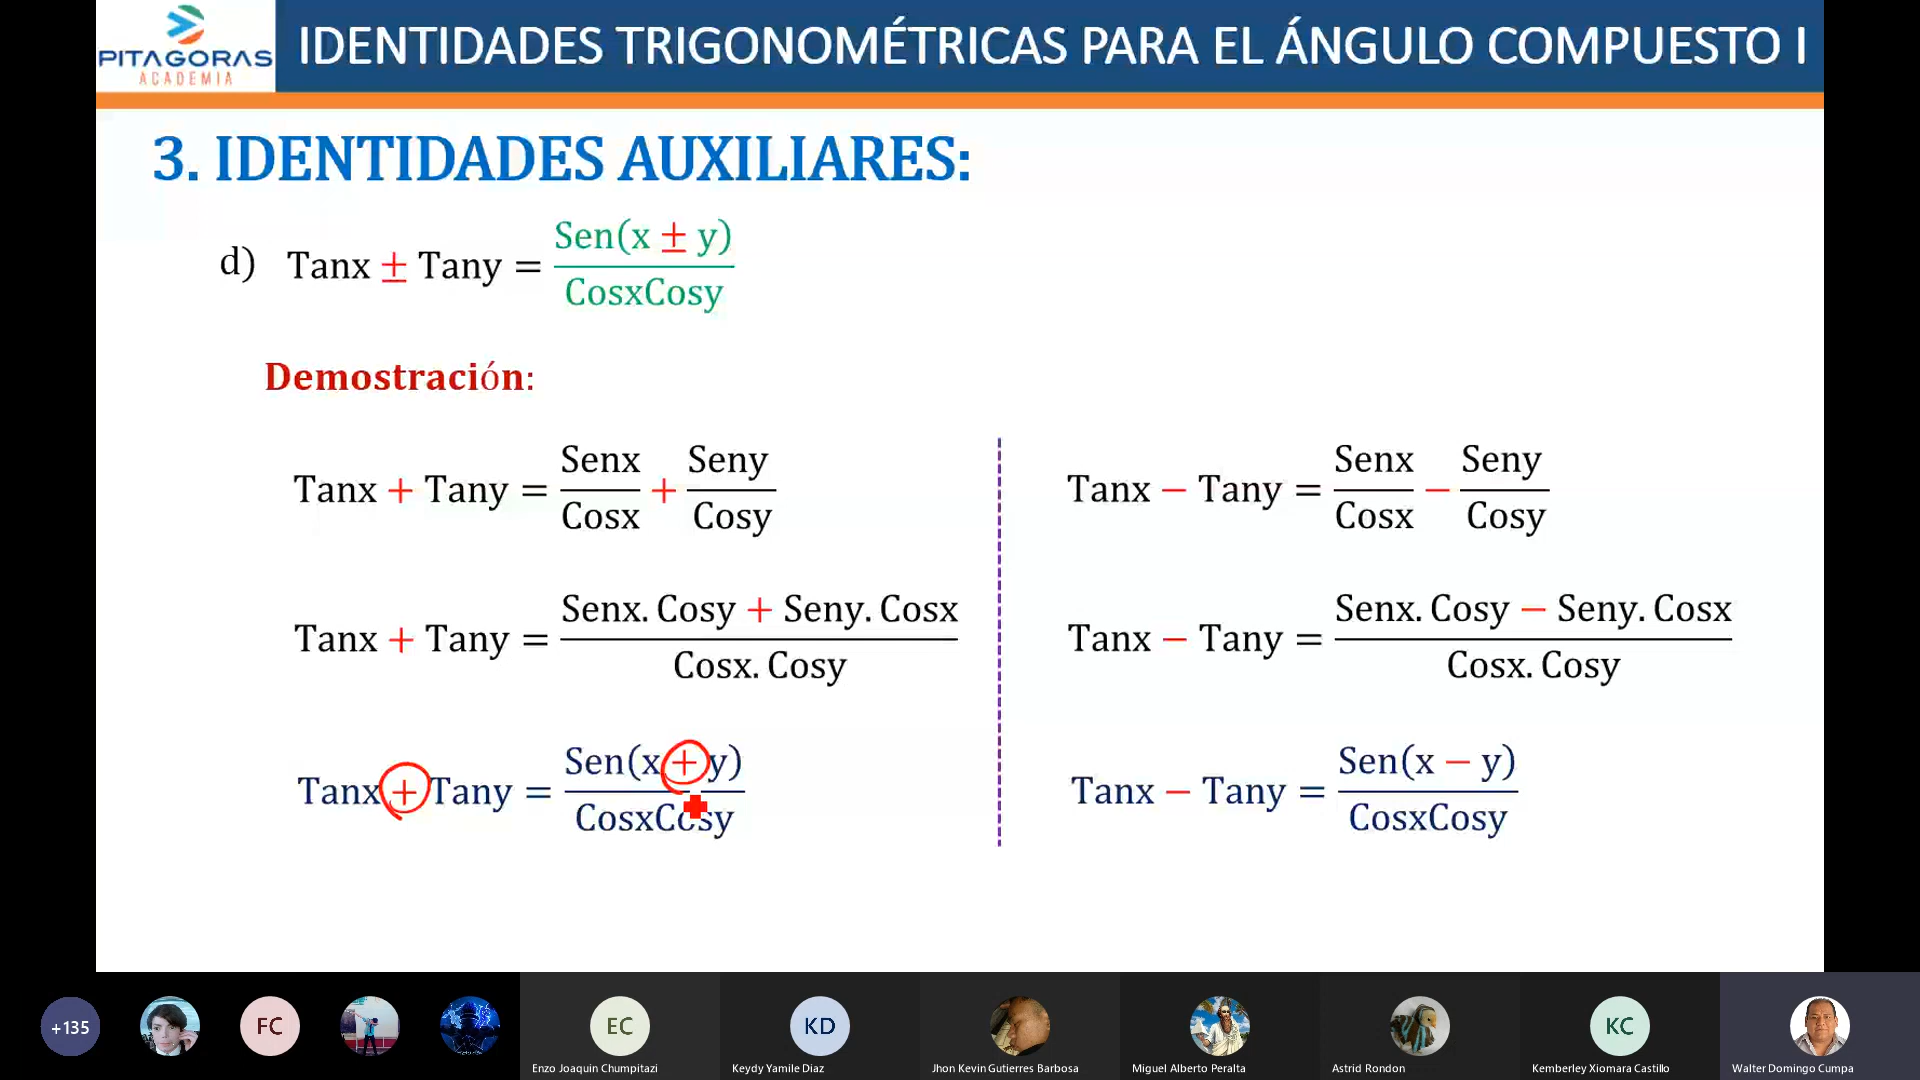 PITAGORAS
ACADEMIA
IDENTIDADES TRIGONOMÉTRICAS PARA EL ÁNGULO COMPUESTO I
3. IDENTIDADES AUXILIARES:
d) Tanx ± Tany = Sen(x ± y) / CosxCosy
Demostración:
Tanx + Tany = Senx / Cosx + Seny / Cosy
Tanx + Tany = Senx. Cosy + Seny. Cosx / Cosx. Cosy
Tanx + Tany = Sen(x + y) / CosxCosy
Tanx − Tany = Senx / Cosx − Seny / Cosy
Tanx − Tany = Senx. Cosy − Seny. Cosx / Cosx. Cosy
Tanx − Tany = Sen(x − y) / CosxCosy
+135
FC
EC
Enzo Joaquin Chumpitazi
KD
Keydy Yamile Diaz
Jhon Kevin Gutierres Barbosa
Miguel Alberto Peralta
Astrid Rondon
KC
Kemberley Xiomara Castillo
Walter Domingo Cumpa